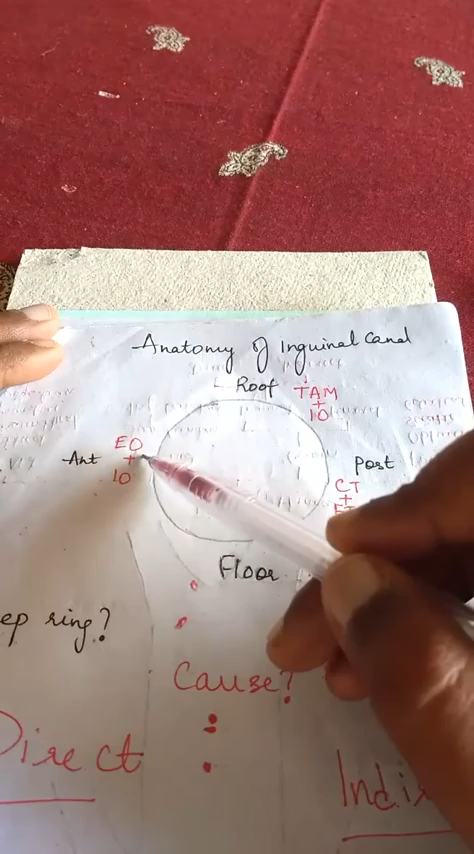 Anatomy of Inguinal Canal
Roof
TAM
+
IO
Ant
EO
+
IO
Post
CT
+
Floor
ep ring?
Cause?
Direct
Indi